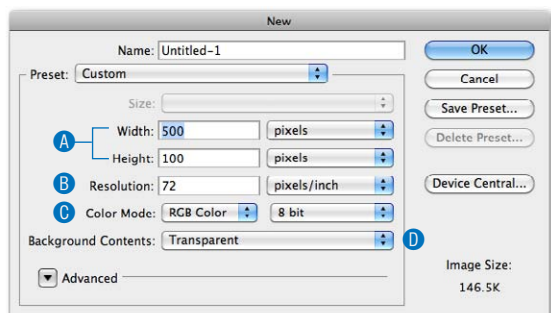 New
Name: Untitled-1
OK
Preset: Custom
Cancel
Size:
Save Preset...
A
Width: 500 pixels
Delete Preset...
Height: 100 pixels
B Resolution: 72 pixels/inch
Device Central...
C Color Mode: RGB Color 8 bit
Background Contents: Transparent D
Image Size:
Advanced
146.5K